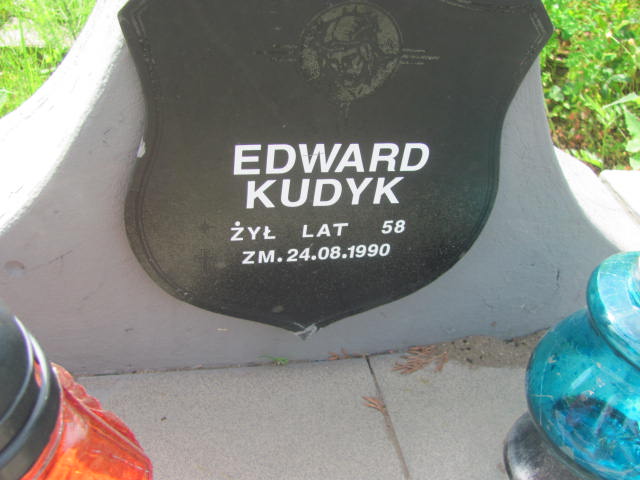 EDWARD
KUDYK
ŻYŁ LAT 58
ZM. 24.08.1990